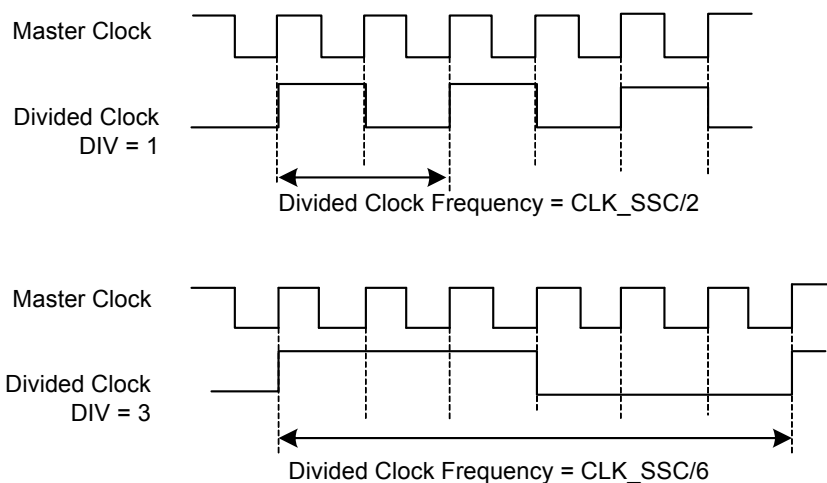 Master Clock
Divided Clock
DIV = 1
Divided Clock Frequency = CLK_SSC/2
Master Clock
Divided Clock
DIV = 3
Divided Clock Frequency = CLK_SSC/6